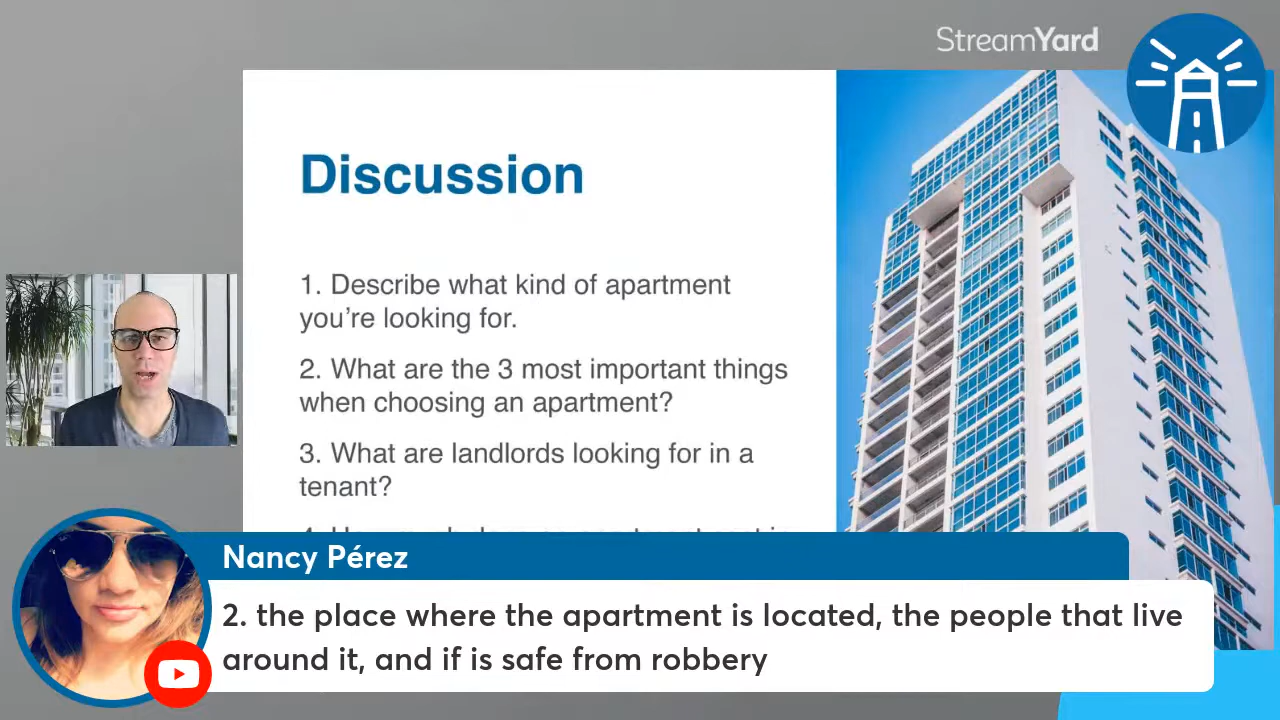 StreamYard
Discussion
1. Describe what kind of apartment
you're looking for.
2. What are the 3 most important things
when choosing an apartment?
3. What are landlords looking for in a
tenant?
Nancy Pérez
2. the place where the apartment is located, the people that live
around it, and if is safe from robbery